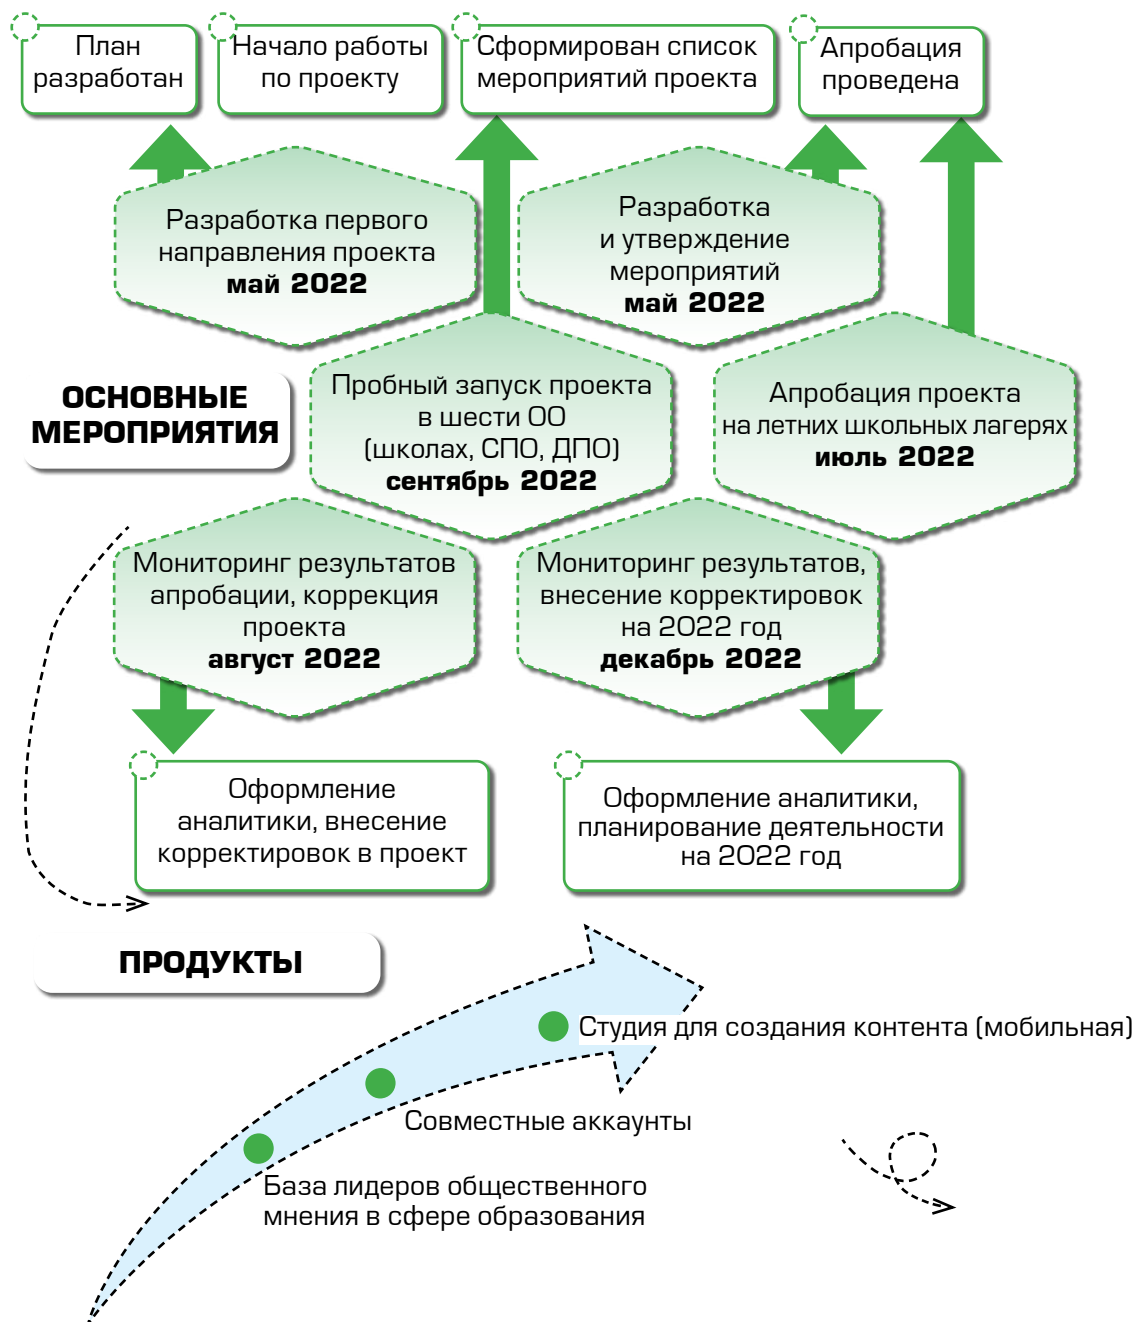 План
разработан
Начало работы
по проекту
Сформирован список
мероприятий проекта
Апробация
проведена
Разработка первого
направления проекта
май 2022
Разработка
и утверждение
мероприятий
май 2022
ОСНОВНЫЕ
МЕРОПРИЯТИЯ
Пробный запуск проекта
в шести ОО
(школах, СПО, ДПО)
сентябрь 2022
Апробация проекта
на летних школьных лагерях
июль 2022
Мониторинг результатов
апробации, коррекция
проекта
август 2022
Мониторинг результатов,
внесение корректировок
на 2022 год
декабрь 2022
Оформление
аналитики, внесение
корректировок в проект
Оформление аналитики,
планирование деятельности
на 2022 год
ПРОДУКТЫ
Студия для создания контента (мобильная)
Совместные аккаунты
База лидеров общественного
мнения в сфере образования